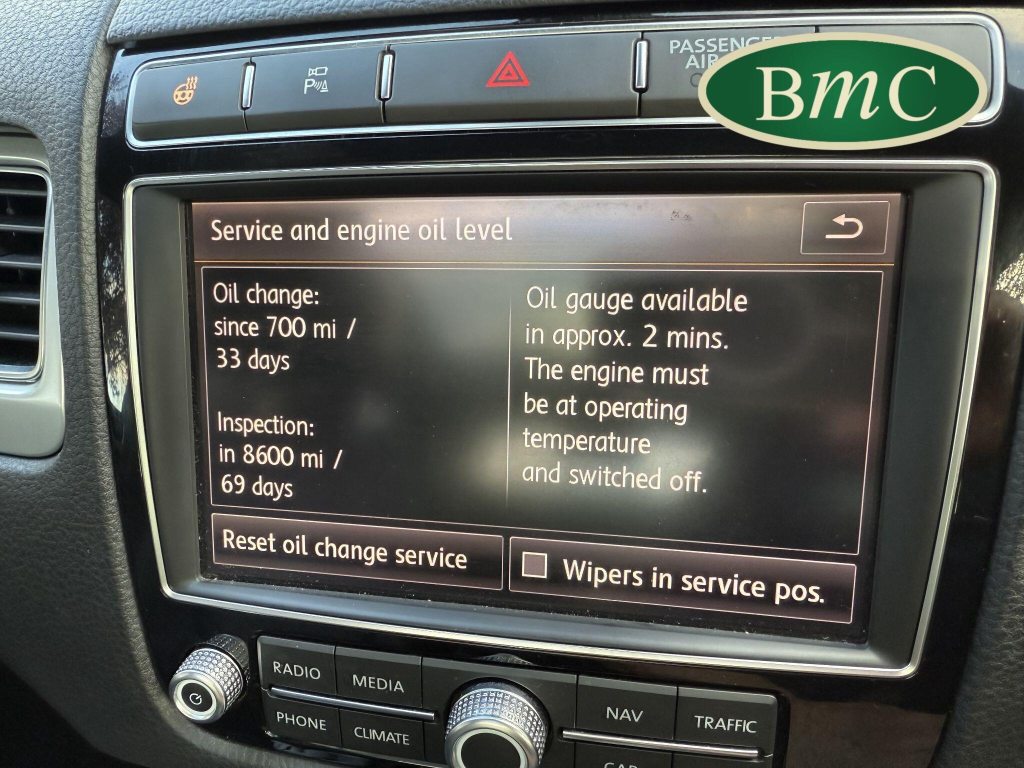 PASSENGER
AIR
BmC
P
Service and engine oil level
Oil change:
since 700 mi /
33 days
Inspection:
in 8600 mi /
69 days
Oil gauge available
in approx. 2 mins.
The engine must
be at operating
temperature
and switched off.
Reset oil change service
Wipers in service pos.
RADIO
MEDIA
PHONE
CLIMATE
NAV
TRAFFIC
CAR